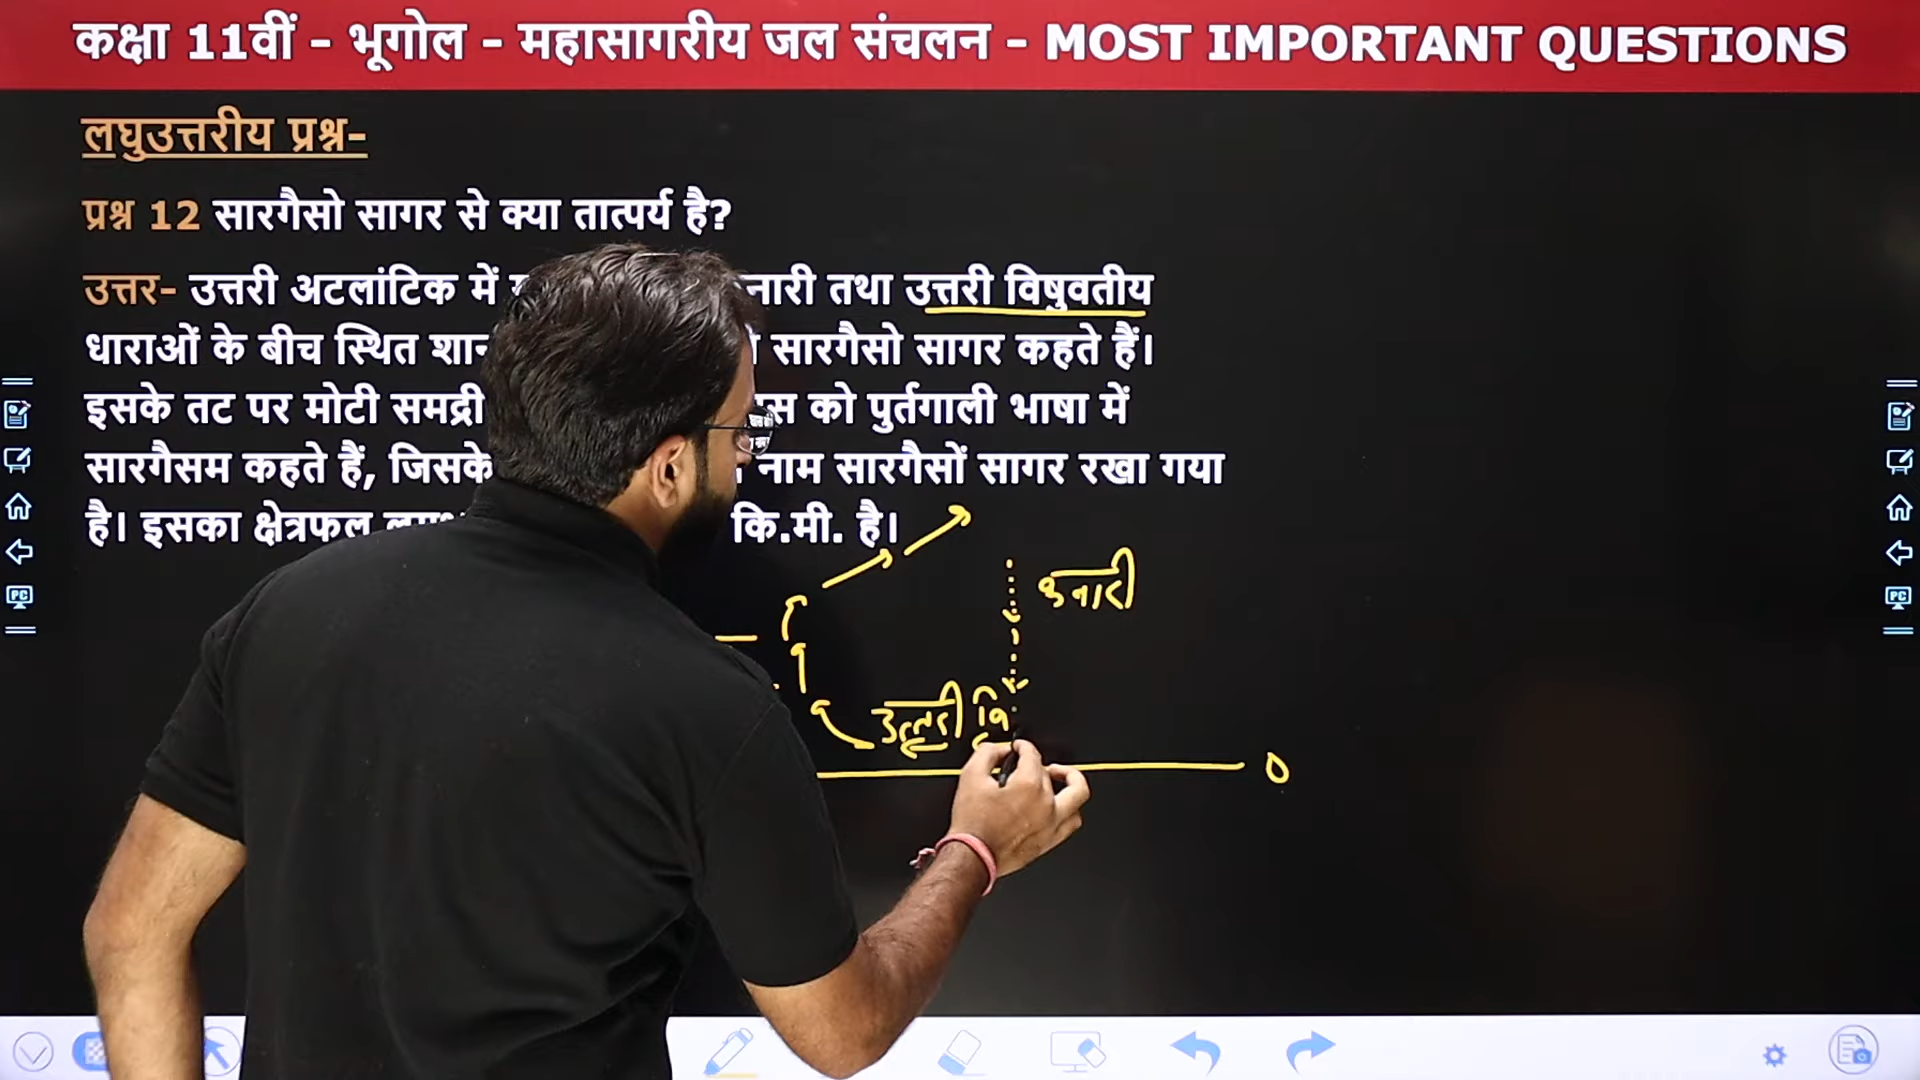 कक्षा 11वीं - भूगोल - महासागरीय जल संचलन - MOST IMPORTANT QUESTIONS
लघुउत्तरीय प्रश्न-
प्रश्न 12 सारगैसो सागर से क्या तात्पर्य है?
उत्तर- उत्तरी अटलांटिक में तथा उत्तरी विषुवतीय
धाराओं के बीच स्थित सारगैसो सागर कहते हैं।
इसके तट पर मोटी समद्री को पुर्तगाली भाषा में
सारगैसम कहते हैं, जिसके नाम सारगैसों सागर रखा गया
है। इसका क्षेत्रफल कि.मी. है।
कनारी
उत्तरी वि
0
PC
PC